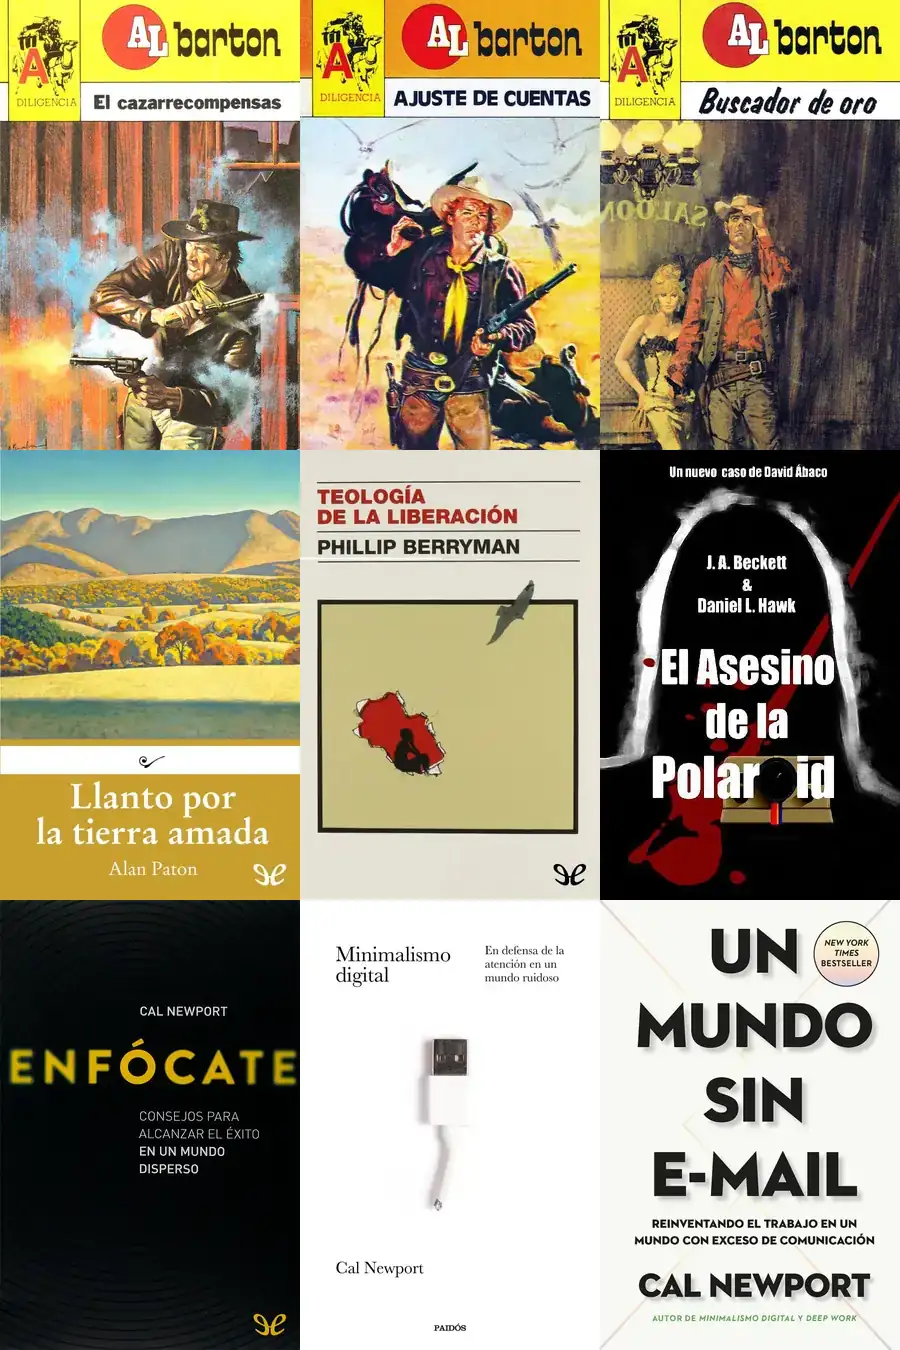 A
DILIGENCIA
AL barton
El cazarrecompensas
A
DILIGENCIA
AL barton
AJUSTE DE CUENTAS
A
DILIGENCIA
AL barton
Buscador de oro
SALOON
Llanto por
la tierra amada
Alan Paton
TEOLOGÍA
DE LA LIBERACIÓN
PHILLIP BERRYMAN
Un nuevo caso de David Ábaco
J. A. Beckett
&
Daniel L. Hawk
El Asesino
de la
Polaroid
CAL NEWPORT
ENFÓCATE
CONSEJOS PARA
ALCANZAR EL ÉXITO
EN UN MUNDO
DISPERSO
Minimalismo
digital
En defensa de la
atención en un
mundo ruidoso
Cal Newport
PAIDÓS
UN
MUNDO
SIN
E-MAIL
NEW YORK
TIMES
BESTSELLER
REINVENTANDO EL TRABAJO EN UN
MUNDO CON EXCESO DE COMUNICACIÓN
CAL NEWPORT
AUTOR DE MINIMALISMO DIGITAL Y DEEP WORK